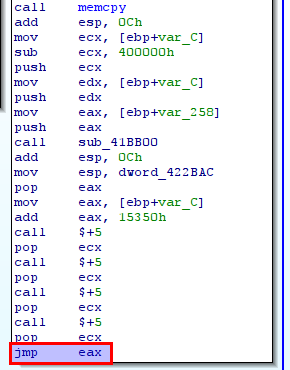 call    memcpy
add     esp, 0Ch
mov     ecx, [ebp+var_C]
sub     ecx, 400000h
push    ecx
mov     edx, [ebp+var_C]
push    edx
mov     eax, [ebp+var_258]
push    eax
call    sub_41BB00
add     esp, 0Ch
mov     esp, dword_422BAC
pop     eax
mov     eax, [ebp+var_C]
add     eax, 15350h
call    $+5
pop     ecx
call    $+5
pop     ecx
call    $+5
pop     ecx
call    $+5
pop     ecx
jmp     eax